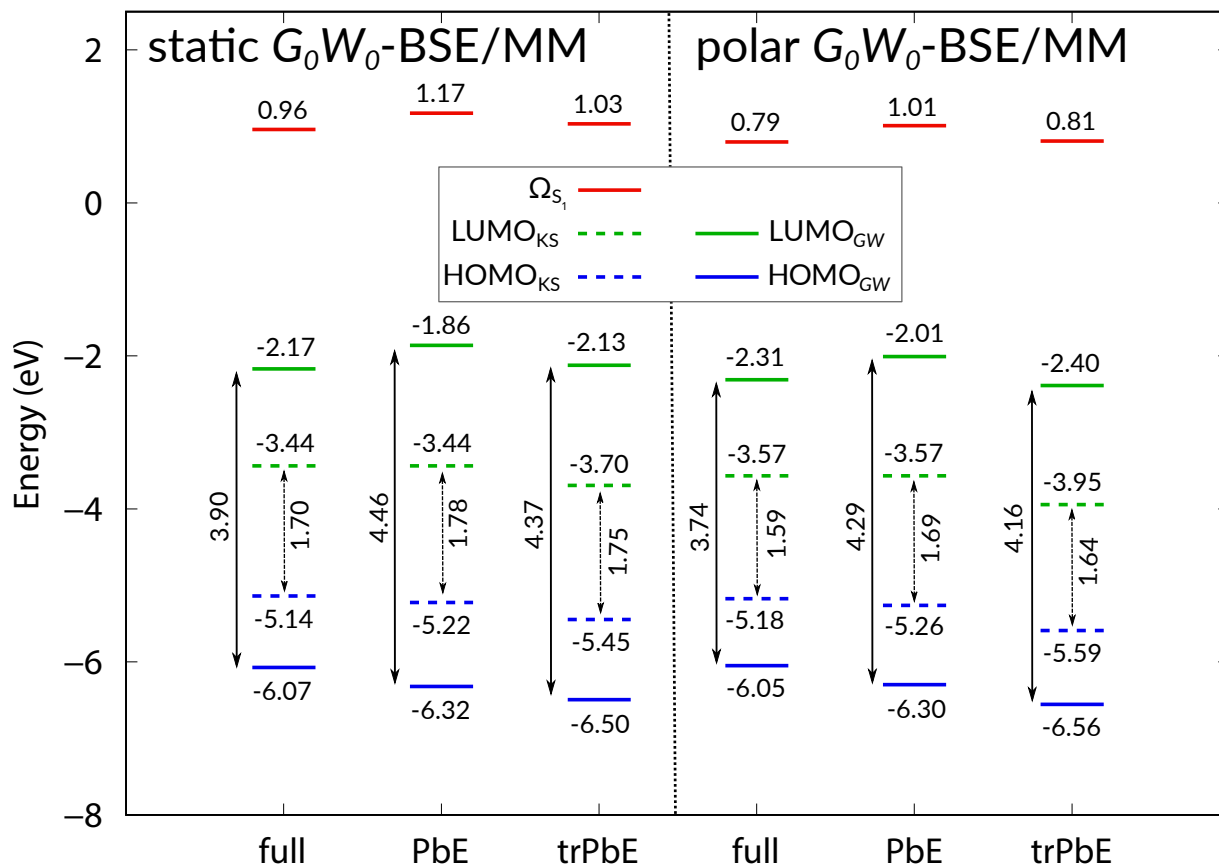 static G₀W₀-BSE/MM polar G₀W₀-BSE/MM
2
0.96 1.17 1.03 0.79 1.01 0.81
Ω_S₁
0
LUMO_KS LUMO_GW
HOMO_KS HOMO_GW
Energy (eV)
−2
-2.17 -1.86 -2.13 -2.31 -2.01 -2.40
-3.44 -3.44 -3.70 -3.57 -3.57 -3.95
−4
3.90 1.70 4.46 1.78 4.37 1.75 3.74 1.59 4.29 1.69 4.16 1.64
-5.14 -5.22 -5.45 -5.18 -5.26 -5.59
−6
-6.07 -6.32 -6.50 -6.05 -6.30 -6.56
−8
full PbE trPbE full PbE trPbE